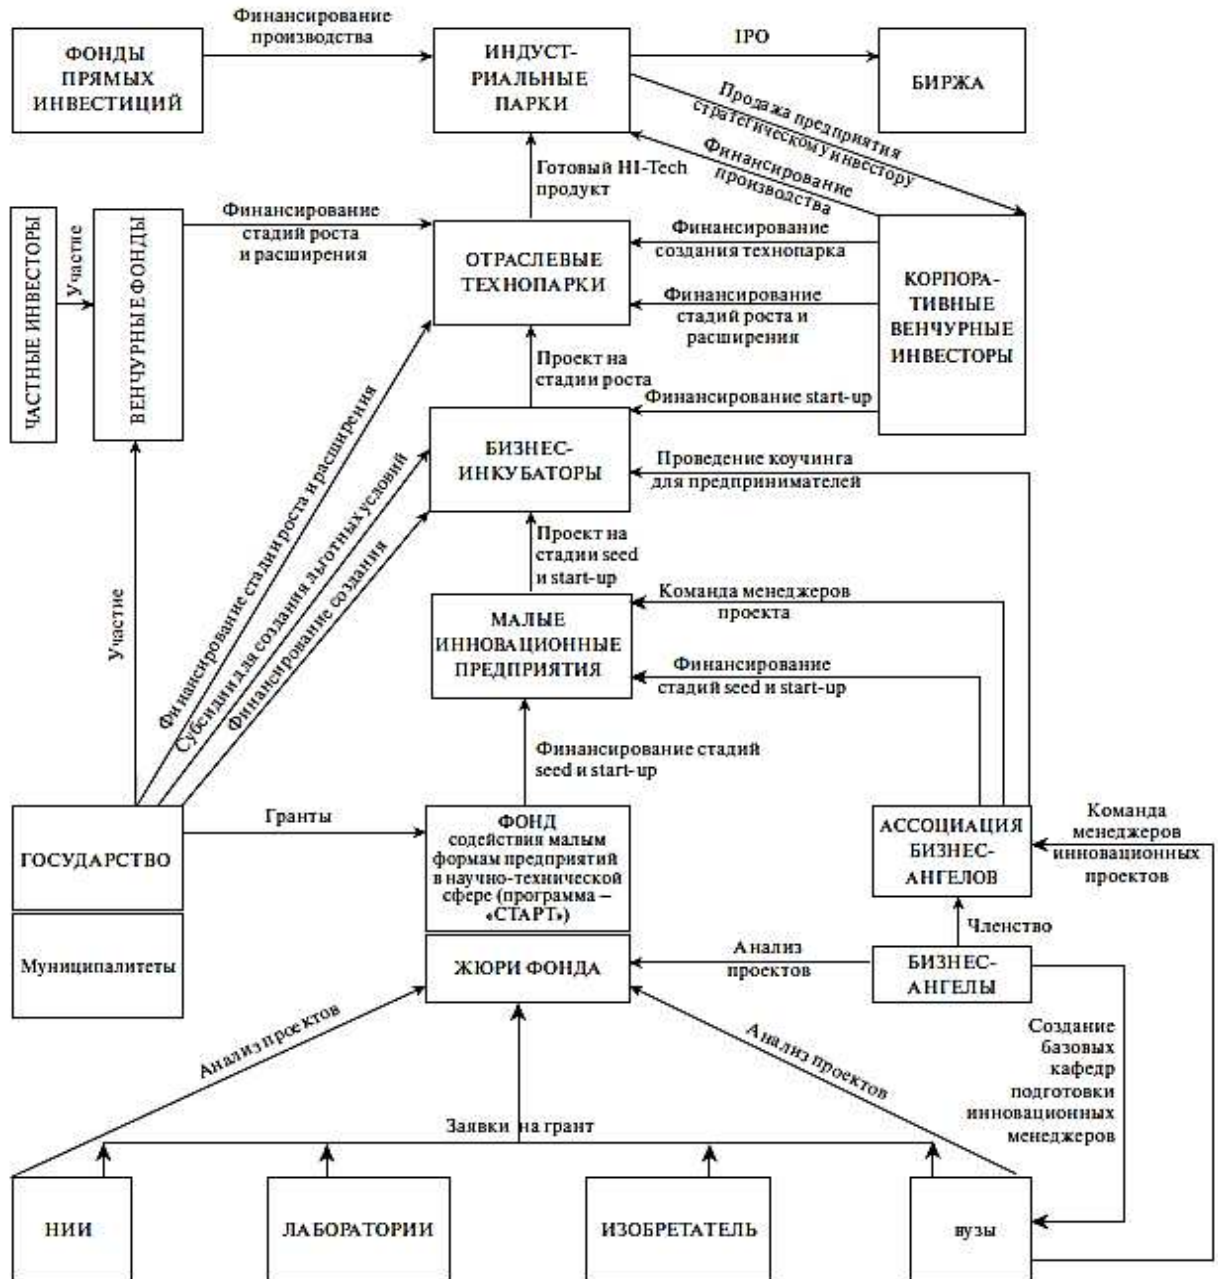 Финансирование
производства
ФОНДЫ
ПРЯМЫХ
ИНВЕСТИЦИЙ
ИНДУСТ-
РИАЛЬНЫЕ
ПАРКИ
IPO
БИРЖА
Продажа предприятия
стратегическому инвестору
Финансирование
производства
Готовый HI-Tech
продукт
ЧАСТНЫЕ ИНВЕСТОРЫ
Участие
ВЕНЧУРНЫЕ ФОНДЫ
Финансирование
стадий роста
и расширения
ОТРАСЛЕВЫЕ
ТЕХНОПАРКИ
Финансирование
создания технопарка
Финансирование
стадий роста и
расширения
КОРПОРА-
ТИВНЫЕ
ВЕНЧУРНЫЕ
ИНВЕСТОРЫ
Проект на
стадии роста
Финансирование start-up
БИЗНЕС-
ИНКУБАТОРЫ
Проведение коучинга
для предпринимателей
Участие
Финансирование стадии роста и расширения
Субсидии для создания льготных условий
Финансирование создания
Проект на
стадии seed
и start-up
МАЛЫЕ
ИННОВАЦИОННЫЕ
ПРЕДПРИЯТИЯ
Команда менеджеров
проекта
Финансирование
стадий seed и start-up
Финансирование стадий
seed и start-up
ГОСУДАРСТВО
Муниципалитеты
Гранты
ФОНД
содействия малым
формам предприятий
в научно-технической
сфере (программа –
«СТАРТ»)
ЖЮРИ ФОНДА
АССОЦИАЦИЯ
БИЗНЕС-
АНГЕЛОВ
Команда
менеджеров
инновационных
проектов
Членство
Анализ
проектов
БИЗНЕС-
АНГЕЛЫ
Анализ проектов
Анализ проектов
Создание
базовых
кафедр
подготовки
инновационных
менеджеров
Заявки на грант
НИИ
ЛАБОРАТОРИИ
ИЗОБРЕТАТЕЛЬ
вузы